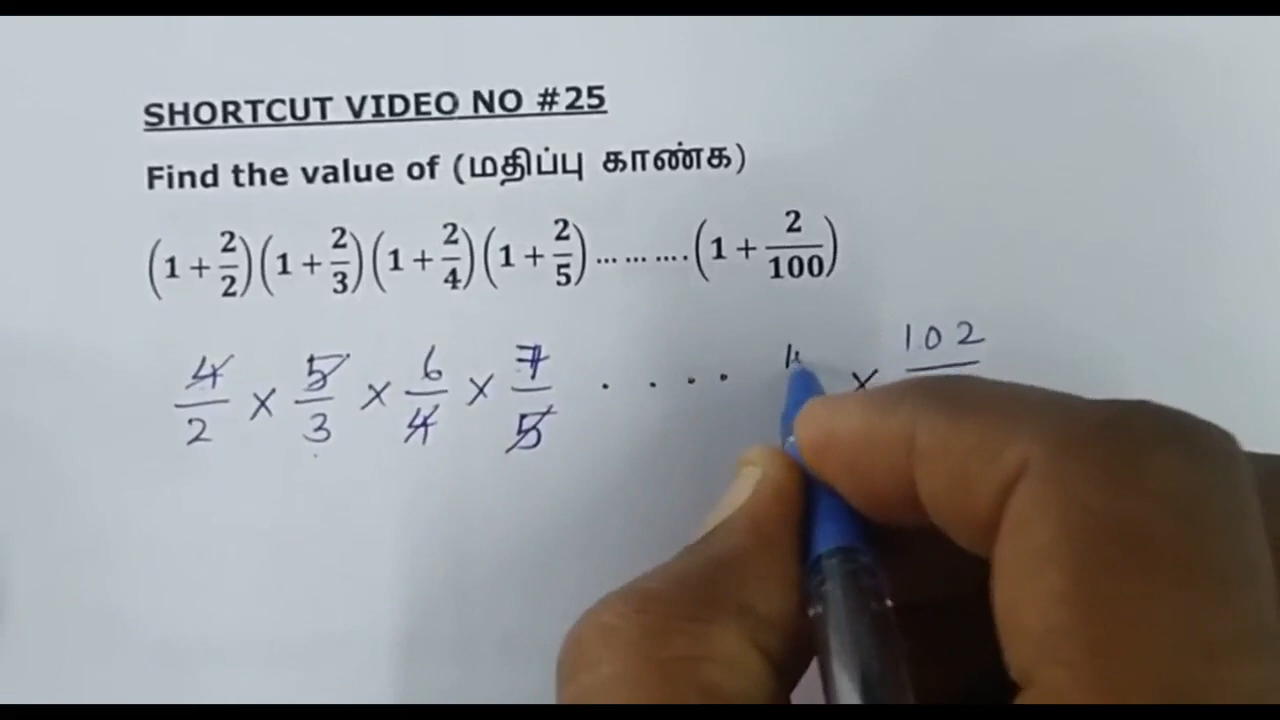 SHORTCUT VIDEO NO #25
Find the value of (மதிப்பு காண்க)
(1 + 2/2)(1 + 2/3)(1 + 2/4)(1 + 2/5) ... ... ... . (1 + 2/100)
4/2 × 5/3 × 6/4 × 7/5 . . . . × 102